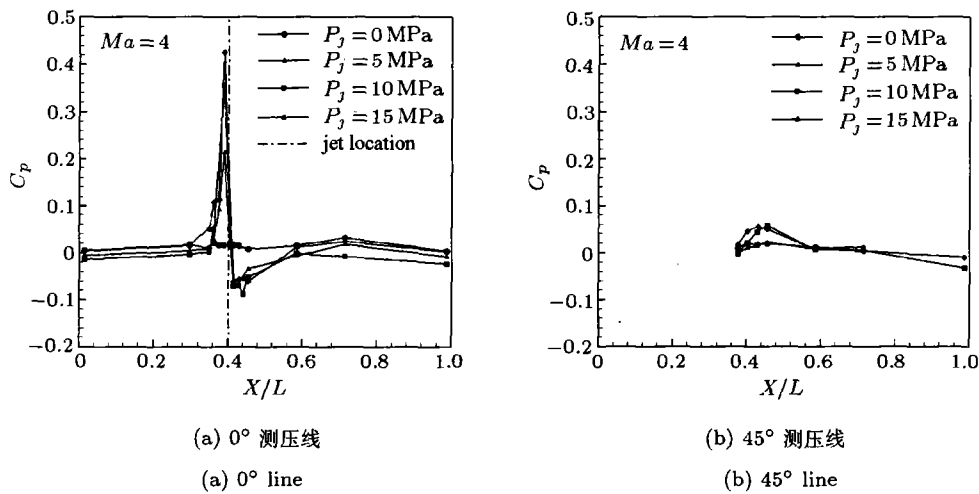 0.5
0.4
0.3
0.2
0.1
0
−0.1
−0.2
C_p
Ma=4
P_J=0 MPa
P_J=5 MPa
P_J=10 MPa
P_J=15 MPa
jet location
0 0.2 0.4 0.6 0.8 1.0
X/L
(a) 0° 测压线
(a) 0° line
0.5
0.4
0.3
0.2
0.1
0
−0.1
−0.2
C_p
Ma=4
P_J=0 MPa
P_J=5 MPa
P_J=10 MPa
P_J=15 MPa
0 0.2 0.4 0.6 0.8 1.0
X/L
(b) 45° 测压线
(b) 45° line